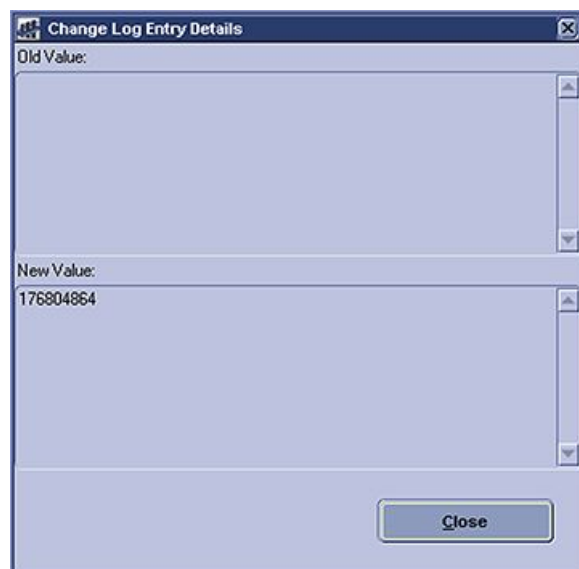 Change Log Entry Details
Old Value:
New Value:
176804864
Close